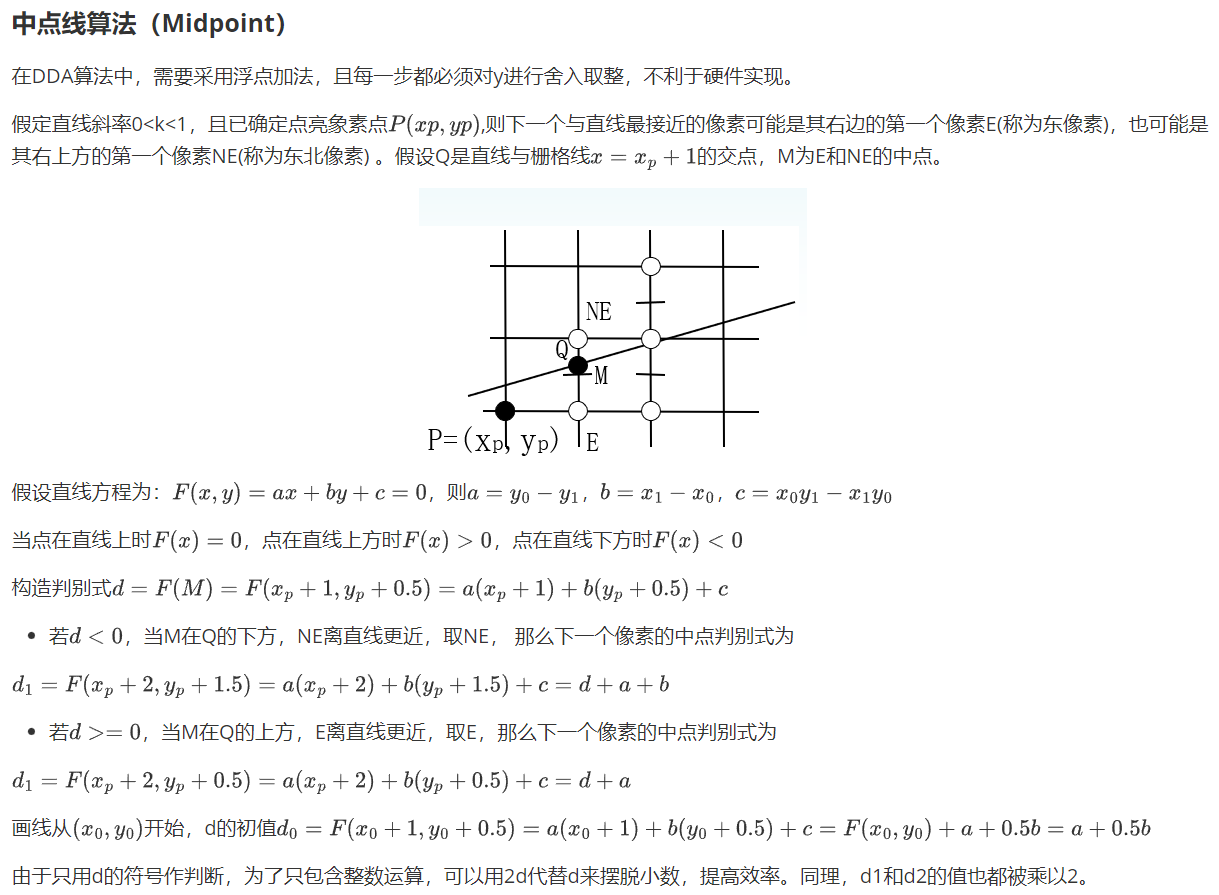 中点线算法（Midpoint）
在DDA算法中，需要采用浮点加法，且每一步都必须对y进行舍入取整，不利于硬件实现。
假定直线斜率0<k<1，且已确定点亮象素点P(xp, yp),则下一个与直线最接近的像素可能是其右边的第一个像素E(称为东像素)，也可能是
其右上方的第一个像素NE(称为东北像素) 。假设Q是直线与栅格线x = x_p + 1的交点，M为E和NE的中点。
NE
Q
M
P=(xp, yp)
E
假设直线方程为：F(x, y) = ax + by + c = 0，则a = y_0 − y_1，b = x_1 − x_0，c = x_0y_1 − x_1y_0
当点在直线上时F(x) = 0，点在直线上方时F(x) > 0，点在直线下方时F(x) < 0
构造判别式d = F(M) = F(x_p + 1, y_p + 0.5) = a(x_p + 1) + b(y_p + 0.5) + c
• 若d < 0，当M在Q的下方，NE离直线更近，取NE， 那么下一个像素的中点判别式为
d_1 = F(x_p + 2, y_p + 1.5) = a(x_p + 2) + b(y_p + 1.5) + c = d + a + b
• 若d >= 0，当M在Q的上方，E离直线更近，取E，那么下一个像素的中点判别式为
d_1 = F(x_p + 2, y_p + 0.5) = a(x_p + 2) + b(y_p + 0.5) + c = d + a
画线从(x_0, y_0)开始，d的初值d_0 = F(x_0 + 1, y_0 + 0.5) = a(x_0 + 1) + b(y_0 + 0.5) + c = F(x_0, y_0) + a + 0.5b = a + 0.5b
由于只用d的符号作判断，为了只包含整数运算，可以用2d代替d来摆脱小数，提高效率。同理，d1和d2的值也都被乘以2。